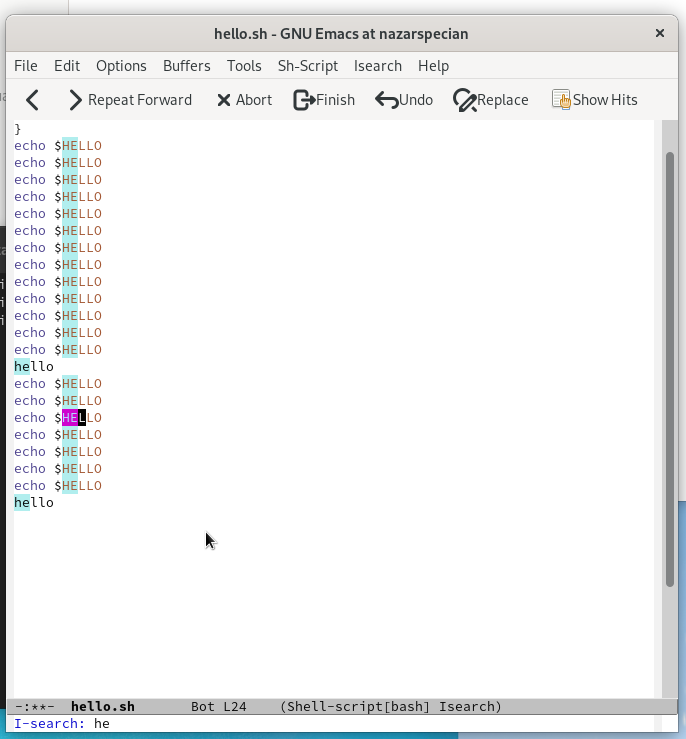 hello.sh - GNU Emacs at nazarspecian ×
File Edit Options Buffers Tools Sh-Script Isearch Help
Repeat Forward Abort Finish Undo Replace Show Hits
}
echo $HELLO
echo $HELLO
echo $HELLO
echo $HELLO
echo $HELLO
echo $HELLO
echo $HELLO
echo $HELLO
echo $HELLO
echo $HELLO
echo $HELLO
echo $HELLO
echo $HELLO
hello
echo $HELLO
echo $HELLO
echo $HELLO
echo $HELLO
echo $HELLO
echo $HELLO
echo $HELLO
hello
-:**- hello.sh Bot L24 (Shell-script[bash] Isearch)
I-search: he